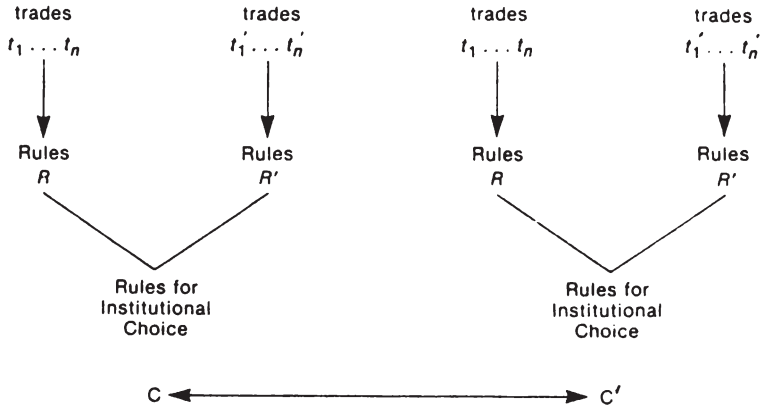 trades trades trades trades
t1 . . . tn t1′ . . . tn′ t1 . . . tn t1′ . . . tn′
Rules Rules Rules Rules
R R′ R R′
Rules for Rules for
Institutional Institutional
Choice Choice
C C′